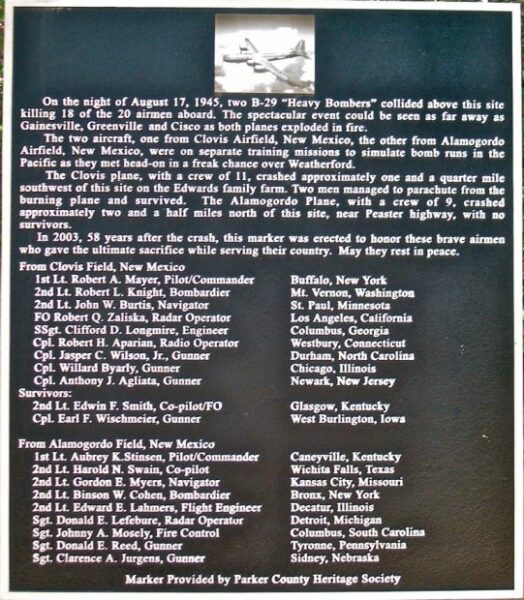 On the night of August 17, 1945, two B-29 "Heavy Bombers" collided above this site
killing 18 of the 20 airmen aboard. The spectacular event could be seen as far away as
Gainesville, Greenville and Cisco as both planes exploded in fire.
The two aircraft, one from Clovis Airfield, New Mexico, the other from Alamogordo
Airfield, New Mexico, were on separate training missions to simulate bomb runs in the
Pacific as they met head-on in a freak chance over Weatherford.
The Clovis plane, with a crew of 11, crashed approximately one and a quarter mile
southwest of this site on the Edwards family farm. Two men managed to parachute from the
burning plane and survived. The Alamogordo Plane, with a crew of 9, crashed
approximately two and a half miles north of this site, near Peaster highway, with no
survivors.
In 2003, 58 years after the crash, this marker was erected to honor these brave airmen
who gave the ultimate sacrifice while serving their country. May they rest in peace.
From Clovis Field, New Mexico
1st Lt. Robert A. Mayer, Pilot/Commander Buffalo, New York
2nd Lt. Robert L. Knight, Bombardier Mt. Vernon, Washington
2nd Lt. John W. Burtis, Navigator St. Paul, Minnesota
FO Robert Q. Zaliska, Radar Operator Los Angeles, California
SSgt. Clifford D. Longmire, Engineer Columbus, Georgia
Cpl. Robert H. Aparian, Radio Operator Westbury, Connecticut
Cpl. Jasper C. Wilson, Jr., Gunner Durham, North Carolina
Cpl. Willard Byarly, Gunner Chicago, Illinois
Cpl. Anthony J. Agliata, Gunner Newark, New Jersey
Survivors:
2nd Lt. Edwin F. Smith, Co-pilot/FO Glasgow, Kentucky
Cpl. Earl F. Wischmeier, Gunner West Burlington, Iowa
From Alamogordo Field, New Mexico
1st Lt. Aubrey K.Stinsen, Pilot/Commander Caneyville, Kentucky
2nd Lt. Harold N. Swain, Co-pilot Wichita Falls, Texas
2nd Lt. Gordon E. Myers, Navigator Kansas City, Missouri
2nd Lt. Binson W. Cohen, Bombardier Bronx, New York
2nd Lt. Edward E. Lahmers, Flight Engineer Decatur, Illinois
Sgt. Donald E. Lefebure, Radar Operator Detroit, Michigan
Sgt. Johnny A. Mosely, Fire Control Columbus, South Carolina
Sgt. Donald E. Reed, Gunner Tyronne, Pennsylvania
Sgt. Clarence A. Jurgens, Gunner Sidney, Nebraska
Marker Provided by Parker County Heritage Society